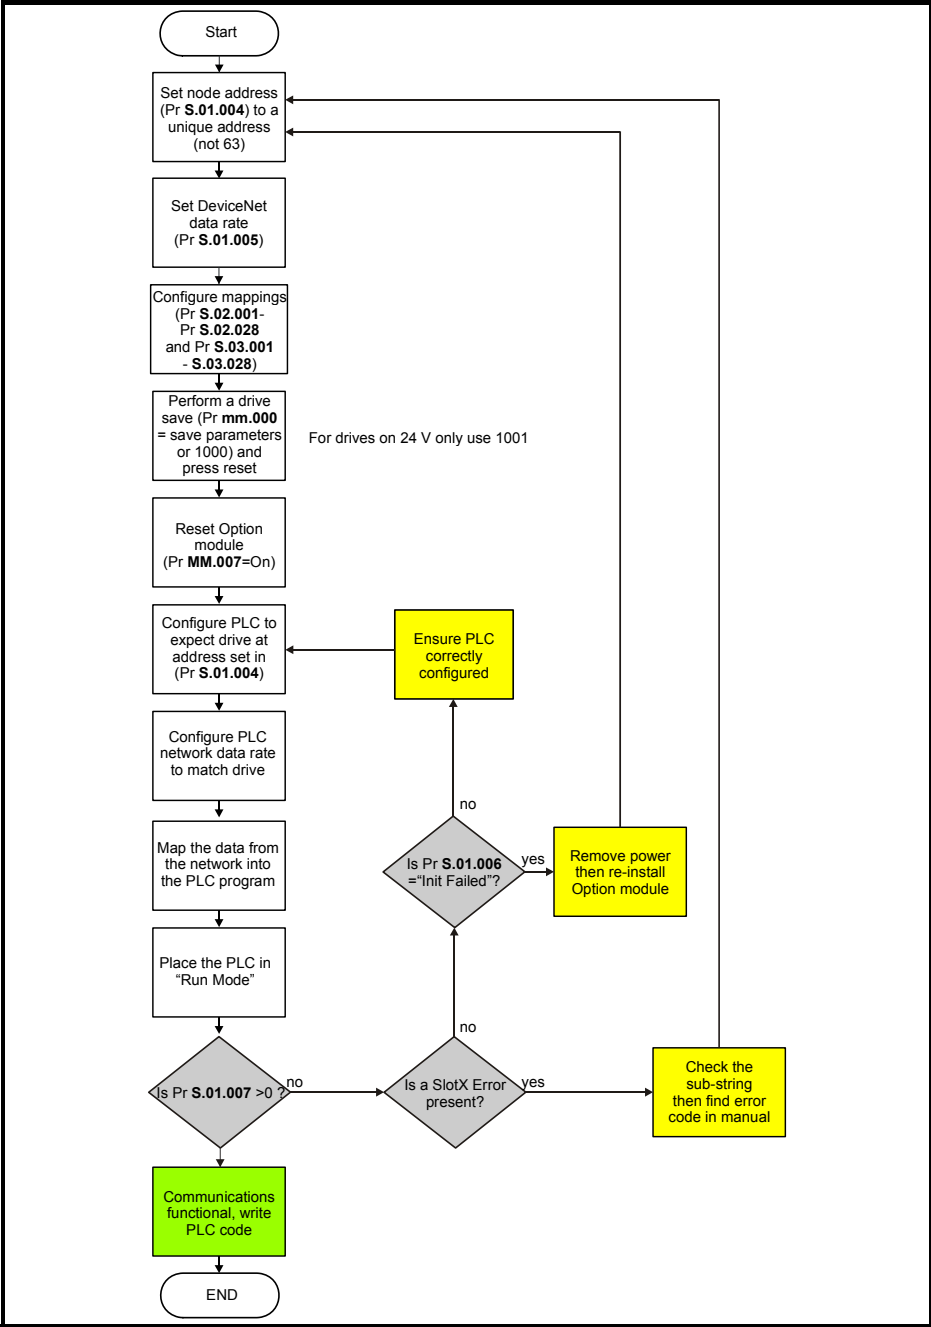 Start
Set node address
(Pr S.01.004) to a
unique address
(not 63)
Set DeviceNet
data rate
(Pr S.01.005)
Configure mappings
(Pr S.02.001-
Pr S.02.028
and Pr S.03.001
- S.03.028)
Perform a drive
save (Pr mm.000
= save parameters
or 1000) and
press reset
For drives on 24 V only use 1001
Reset Option
module
(Pr MM.007=On)
Configure PLC to
expect drive at
address set in
(Pr S.01.004)
Ensure PLC
correctly
configured
Configure PLC
network data rate
to match drive
no
Map the data from
the network into
the PLC program
Is Pr S.01.006
="Init Failed"?
yes
Remove power
then re-install
Option module
Place the PLC in
“Run Mode”
no
Is Pr S.01.007 >0 ?
no
Is a SlotX Error
present?
yes
Check the
sub-string
then find error
code in manual
Communications
functional, write
PLC code
END